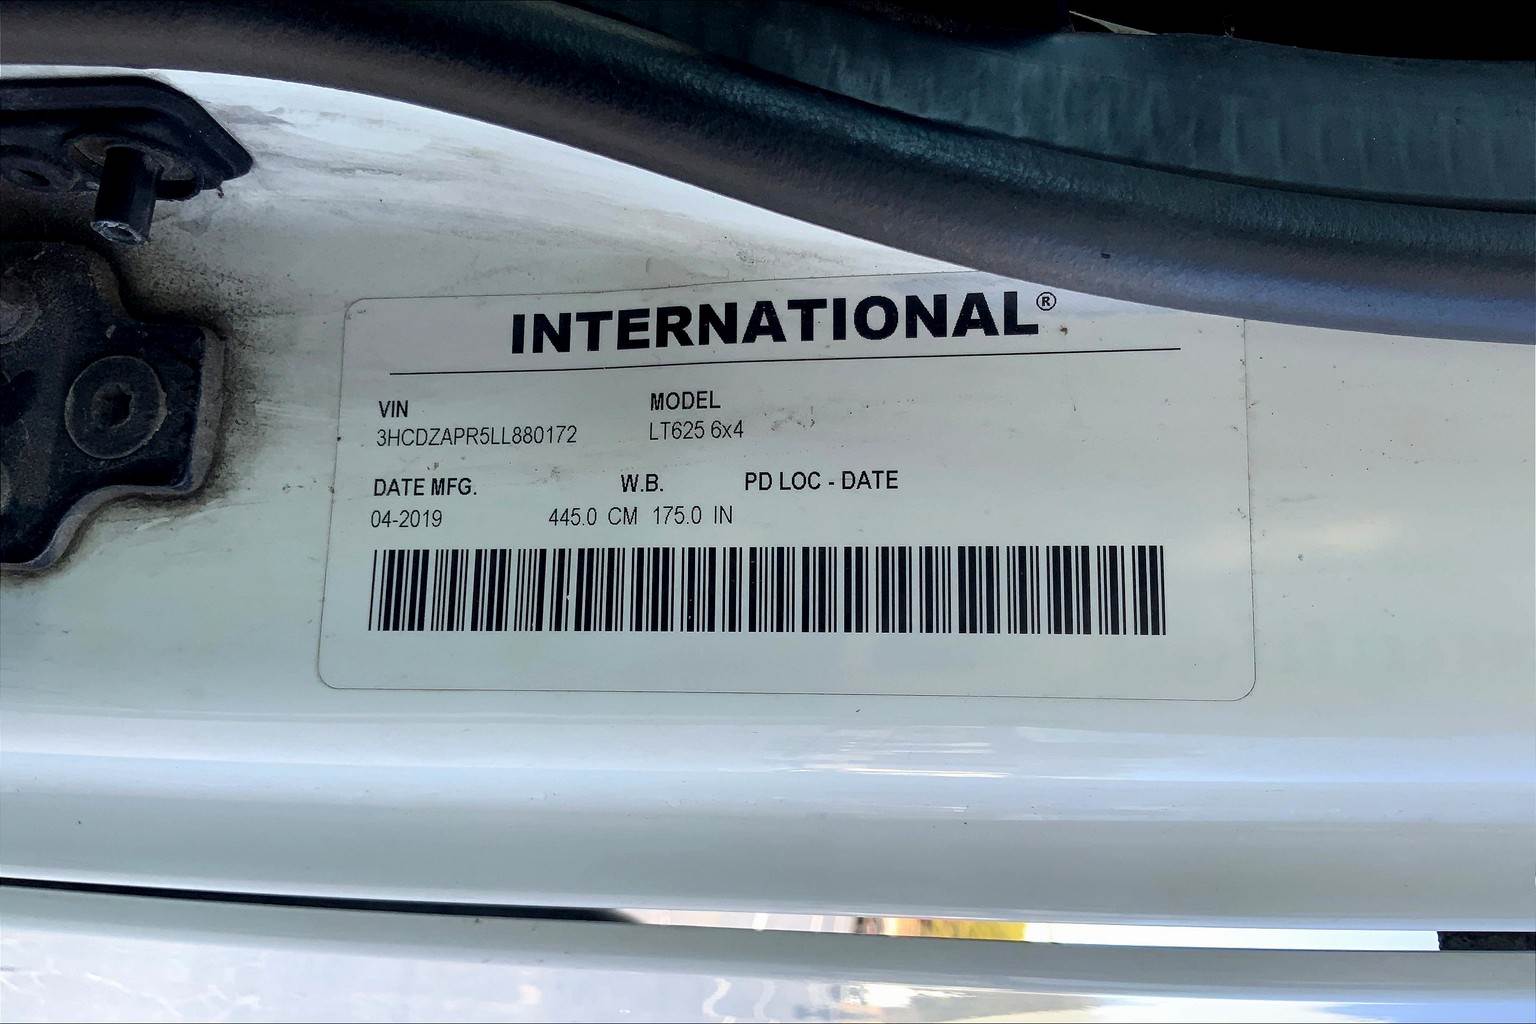 INTERNATIONAL®
VIN MODEL
3HCDZAPR5LL880172 LT625 6x4
DATE MFG. W.B. PD LOC - DATE
04-2019 445.0 CM 175.0 IN